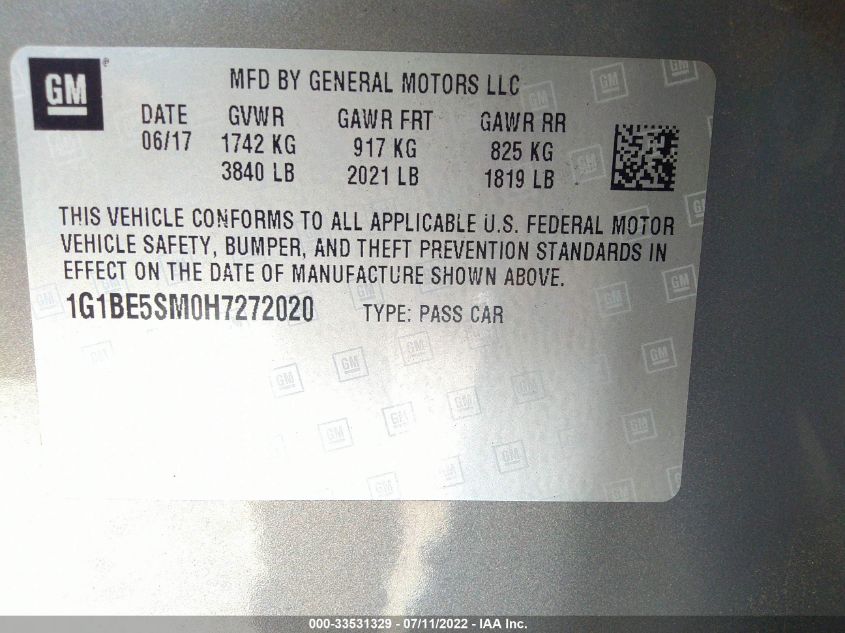 GM
MFD BY GENERAL MOTORS LLC
DATE GVWR GAWR FRT GAWR RR
06/17 1742 KG 917 KG 825 KG
3840 LB 2021 LB 1819 LB
THIS VEHICLE CONFORMS TO ALL APPLICABLE U.S. FEDERAL MOTOR
VEHICLE SAFETY, BUMPER, AND THEFT PREVENTION STANDARDS IN
EFFECT ON THE DATE OF MANUFACTURE SHOWN ABOVE.
1G1BE5SM0H7272020 TYPE: PASS CAR
000-33531329 - 07/11/2022 - IAA Inc.